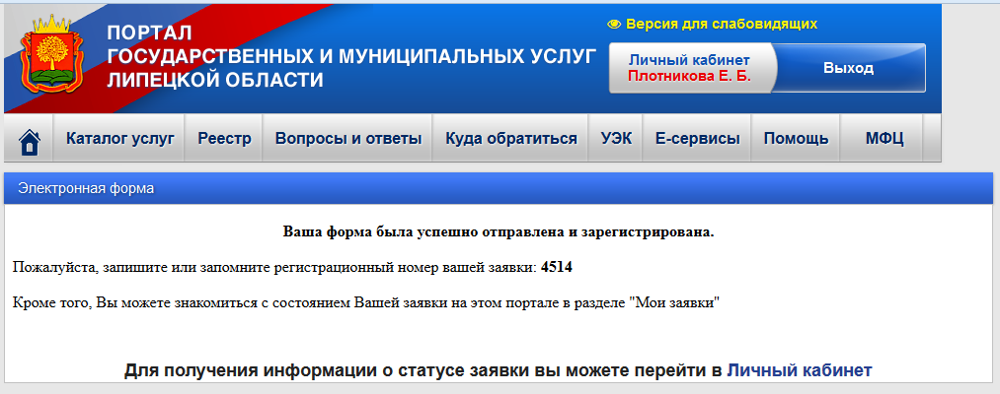 ПОРТАЛ
ГОСУДАРСТВЕННЫХ И МУНИЦИПАЛЬНЫХ УСЛУГ
ЛИПЕЦКОЙ ОБЛАСТИ
Версия для слабовидящих
Личный кабинет
Плотникова Е. Б.
Выход
Каталог услуг Реестр Вопросы и ответы Куда обратиться УЭК Е-сервисы Помощь МФЦ
Электронная форма
Ваша форма была успешно отправлена и зарегистрирована.
Пожалуйста, запишите или запомните регистрационный номер вашей заявки: 4514
Кроме того, Вы можете знакомиться с состоянием Вашей заявки на этом портале в разделе "Мои заявки"
Для получения информации о статусе заявки вы можете перейти в Личный кабинет